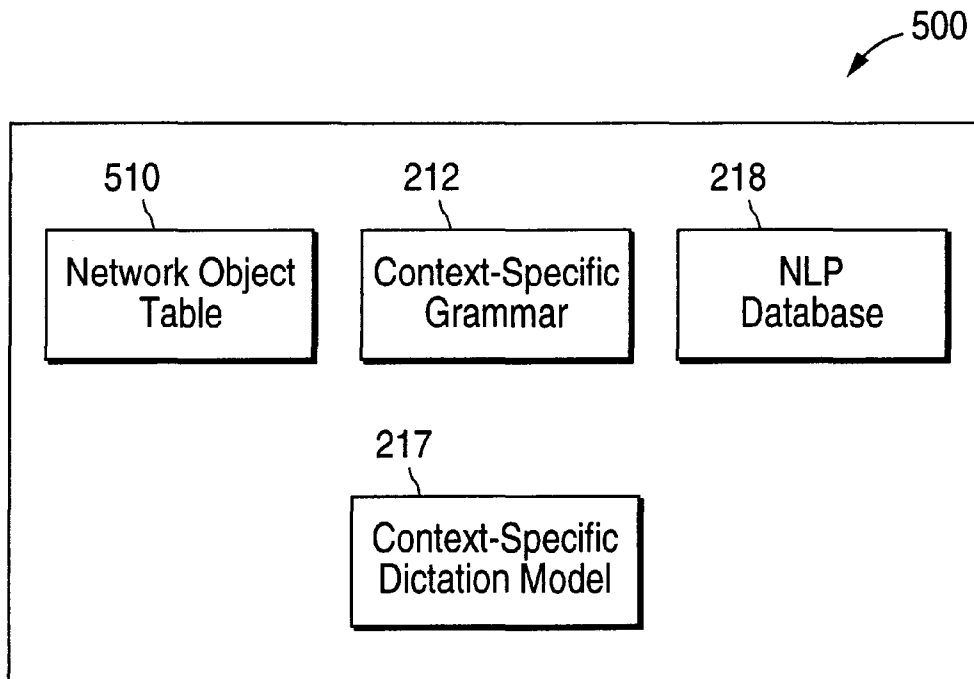 500
510
212
218
Network Object
Table
Context-Specific
Grammar
NLP
Database
217
Context-Specific
Dictation Model